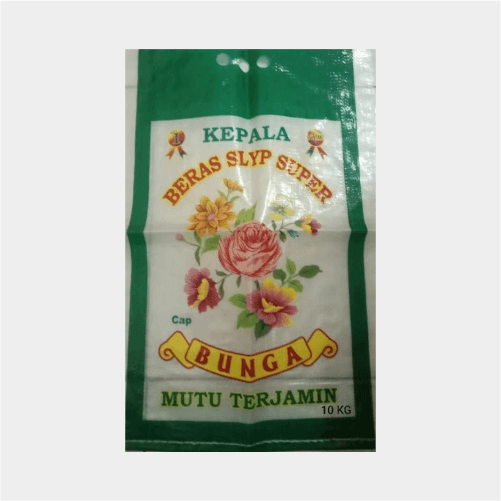 KEPALA
BERAS SLYP SUPER
Cap
BUNGA
MUTU TERJAMIN
10 KG